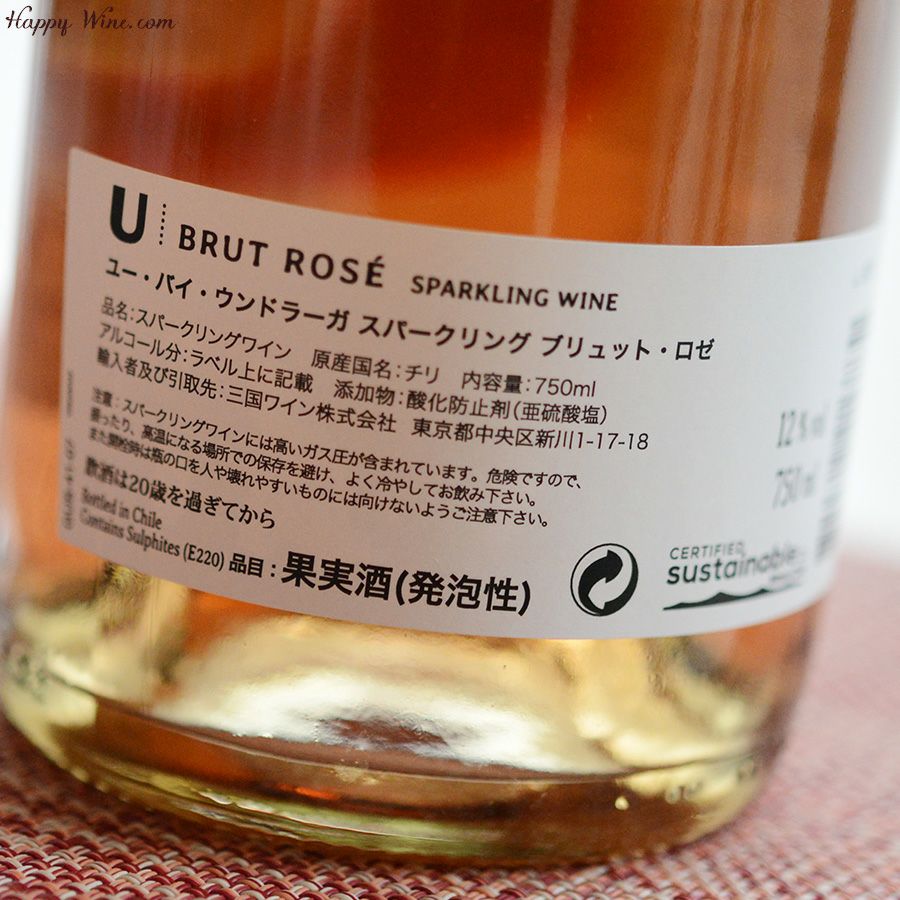 Happy Wine.com
U BRUT ROSÉ SPARKLING WINE
ユー・バイ・ウンドラーガ スパークリング ブリュット・ロゼ
品名：スパークリングワイン 原産国名：チリ 内容量：750ml
アルコール分：ラベル上に記載 添加物：酸化防止剤（亜硫酸塩）
輸入者及び引取先：三国ワイン株式会社 東京都中央区新川1-17-18
注意：スパークリングワインには高いガス圧が含まれています。危険ですので、
振ったり、高温になる場所での保存を避け、よく冷やしてお飲み下さい。
また開栓時は瓶の口を人や壊れやすいものには向けないようご注意下さい。
飲酒は20歳を過ぎてから
Bottled in Chile
Contains Sulphites (E220) 品目：果実酒(発泡性)
12% vol
750 ml
CERTIFIED
sustainable